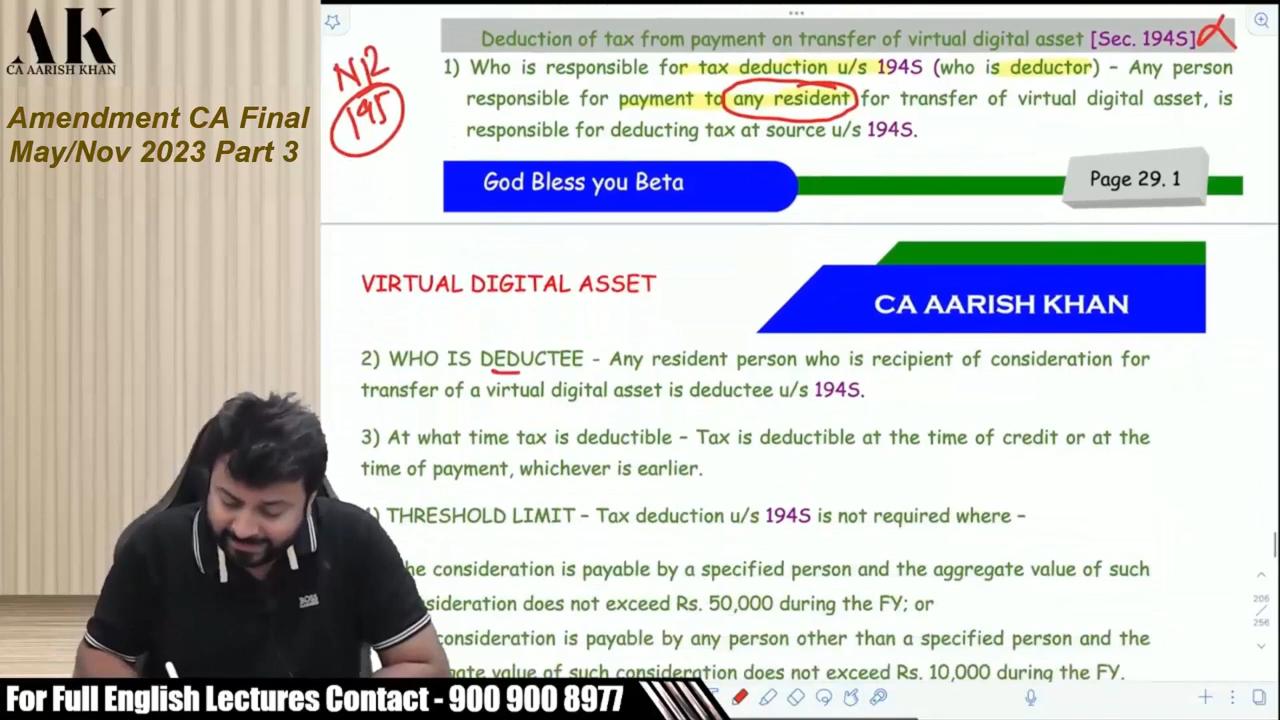 AK
CA AARISH KHAN
Amendment CA Final
May/Nov 2023 Part 3
NR
195
Deduction of tax from payment on transfer of virtual digital asset [Sec. 194S]
1) Who is responsible for tax deduction u/s 194S (who is deductor) – Any person
responsible for payment to any resident for transfer of virtual digital asset, is
responsible for deducting tax at source u/s 194S.
God Bless you Beta
Page 29. 1
VIRTUAL DIGITAL ASSET
CA AARISH KHAN
2) WHO IS DEDUCTEE - Any resident person who is recipient of consideration for
transfer of a virtual digital asset is deductee u/s 194S.
3) At what time tax is deductible – Tax is deductible at the time of credit or at the
time of payment, whichever is earlier.
) THRESHOLD LIMIT – Tax deduction u/s 194S is not required where –
he consideration is payable by a specified person and the aggregate value of such
sideration does not exceed Rs. 50,000 during the FY; or
consideration is payable by any person other than a specified person and the
gate value of such consideration does not exceed Rs. 10,000 during the FY.
206
256
BOSS
For Full English Lectures Contact - 900 900 8977